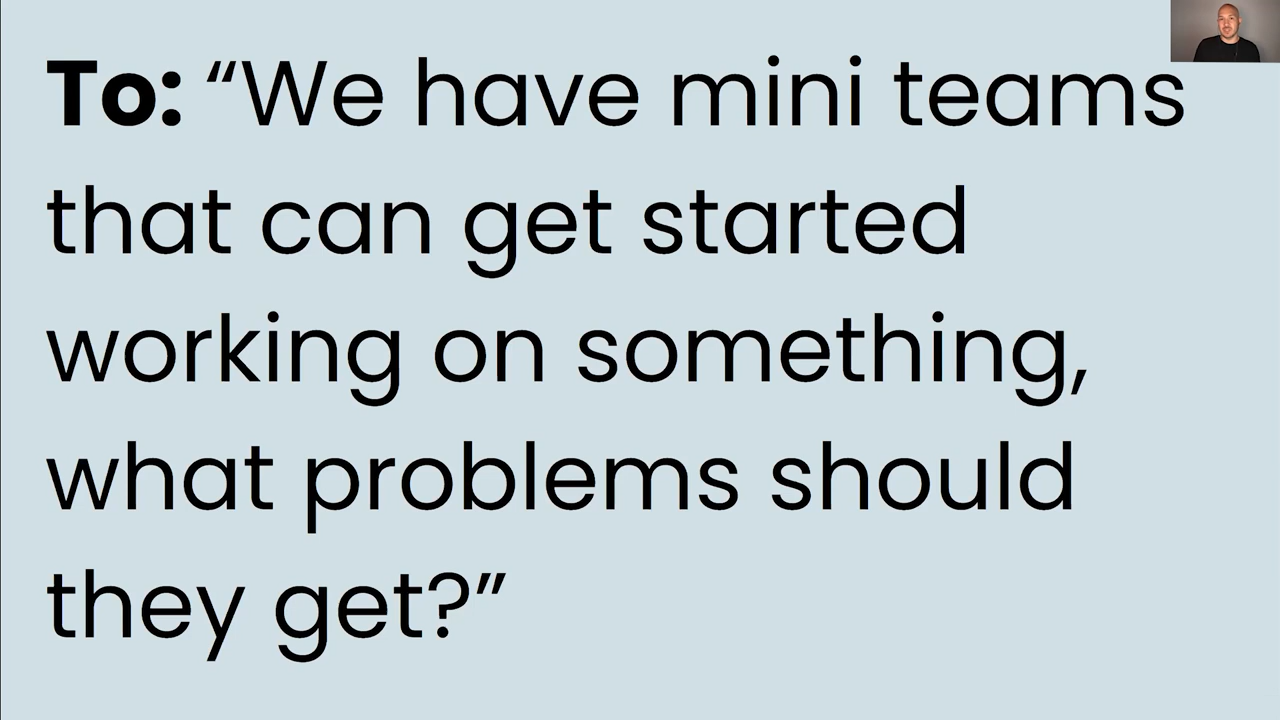 To: “We have mini teams
that can get started
working on something,
what problems should
they get?”